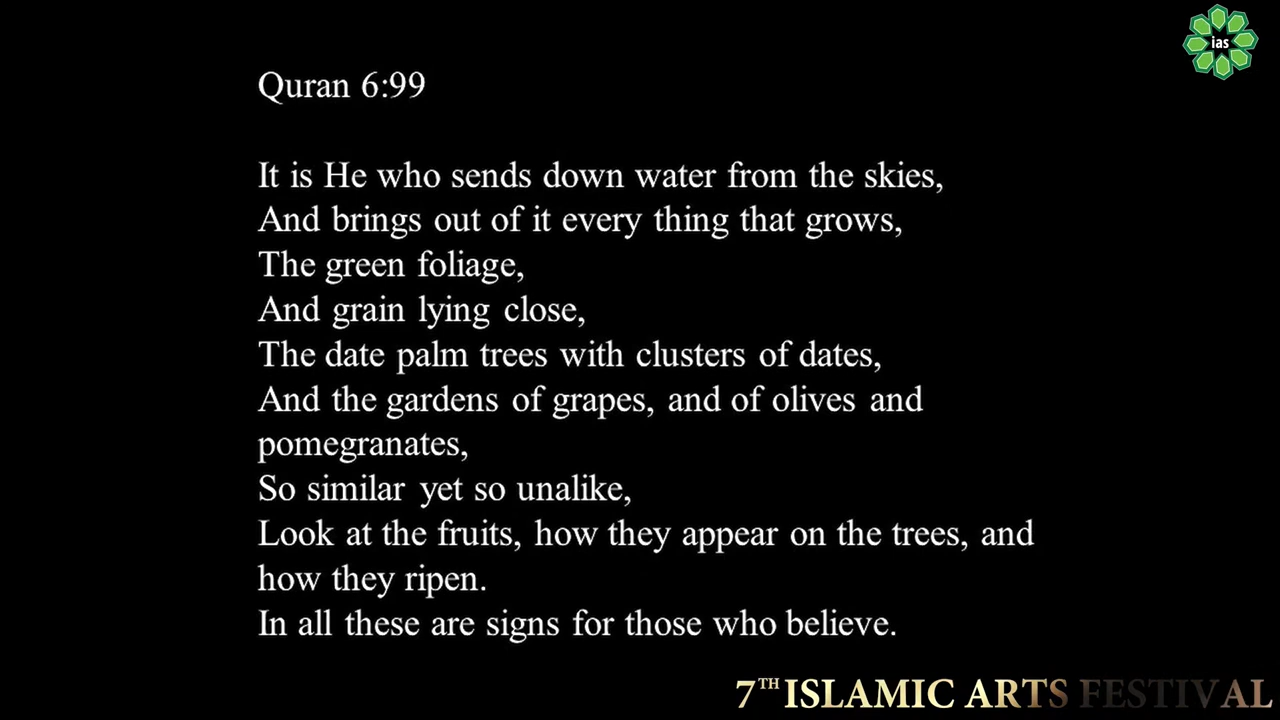 ias
Quran 6:99
It is He who sends down water from the skies,
And brings out of it every thing that grows,
The green foliage,
And grain lying close,
The date palm trees with clusters of dates,
And the gardens of grapes, and of olives and
pomegranates,
So similar yet so unalike,
Look at the fruits, how they appear on the trees, and
how they ripen.
In all these are signs for those who believe.
7TH ISLAMIC ARTS FESTIVAL